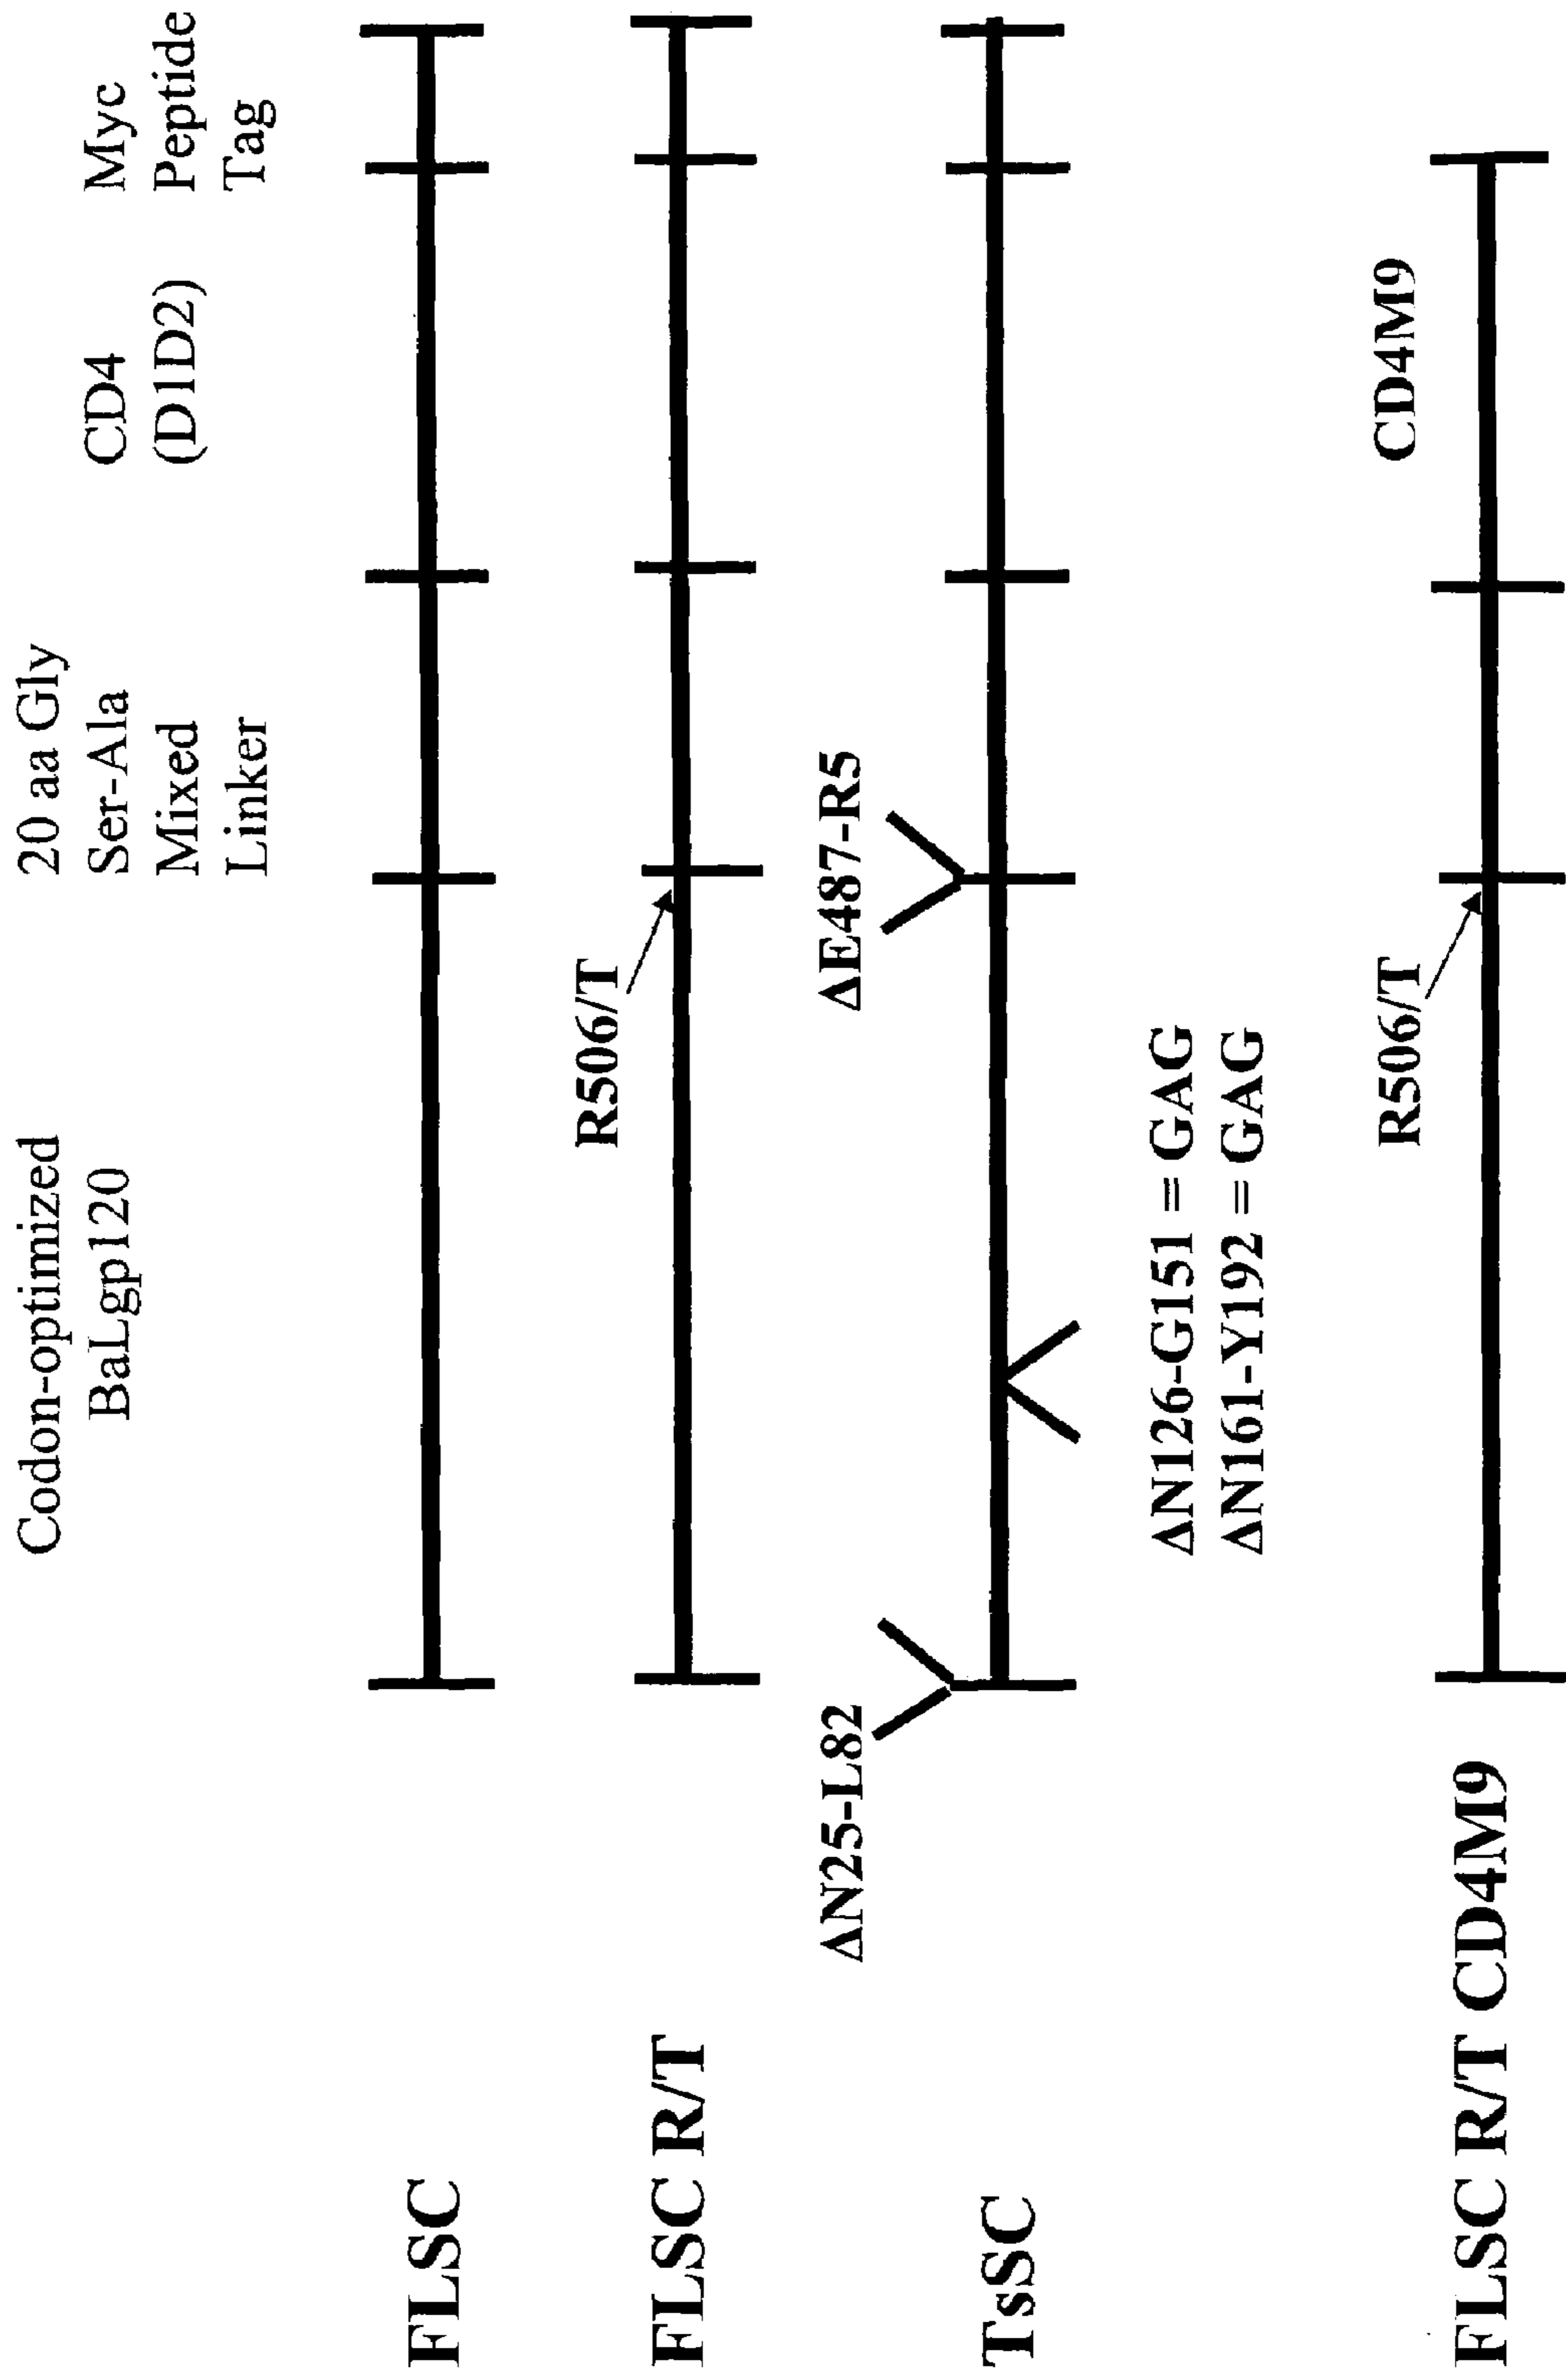 Codon-optimized
BaLgp120
20 aa Gly
Ser-Ala
Mixed
Linker
CD4
(D1D2)
Myc
Peptide
Tag
FLSC
FLSC R/T
R506/T
TsSC
ΔN25-L82
ΔE487-R5
ΔN126-G151 = GAG
ΔN161-Y192 = GAG
FLSC R/T CD4M9
R506/T
CD4M9